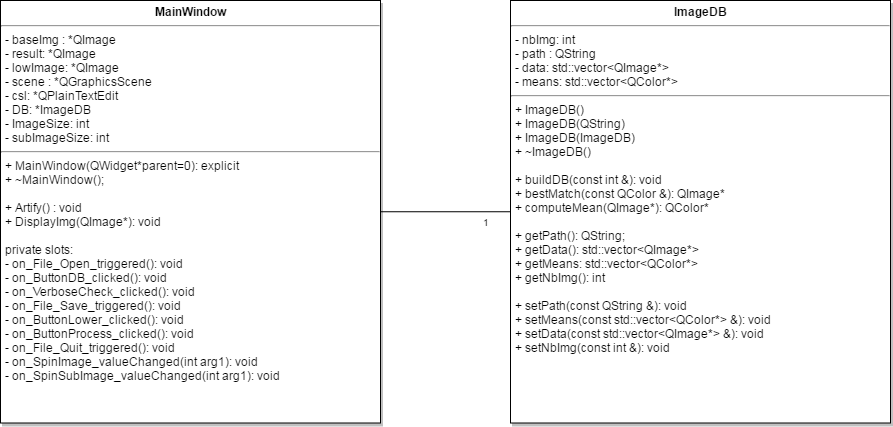 MainWindow
- baseImg : *QImage
- result: *QImage
- lowImage: *QImage
- scene : *QGraphicsScene
- csl: *QPlainTextEdit
- DB: *ImageDB
- ImageSize: int
- subImageSize: int
+ MainWindow(QWidget*parent=0): explicit
+ ~MainWindow();
+ Artify() : void
+ DisplayImg(QImage*): void
private slots:
- on_File_Open_triggered(): void
- on_ButtonDB_clicked(): void
- on_VerboseCheck_clicked(): void
- on_File_Save_triggered(): void
- on_ButtonLower_clicked(): void
- on_ButtonProcess_clicked(): void
- on_File_Quit_triggered(): void
- on_SpinImage_valueChanged(int arg1): void
- on_SpinSubImage_valueChanged(int arg1): void
1
ImageDB
- nbImg: int
- path : QString
- data: std::vector<QImage*>
- means: std::vector<QColor*>
+ ImageDB()
+ ImageDB(QString)
+ ImageDB(ImageDB)
+ ~ImageDB()
+ buildDB(const int &): void
+ bestMatch(const QColor &): QImage*
+ computeMean(QImage*): QColor*
+ getPath(): QString;
+ getData(): std::vector<QImage*>
+ getMeans: std::vector<QColor*>
+ getNbImg(): int
+ setPath(const QString &): void
+ setMeans(const std::vector<QColor*> &): void
+ setData(const std::vector<QImage*> &): void
+ setNbImg(const int &): void